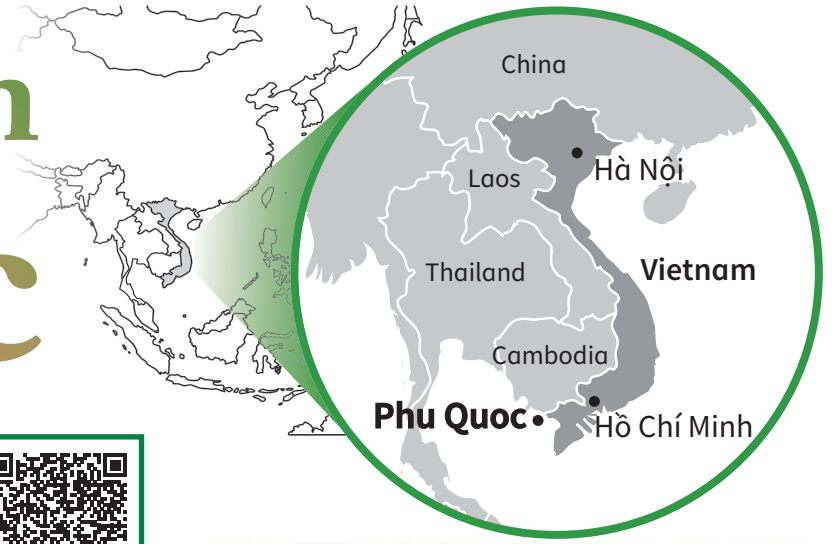 n
c
China
Hà Nội
Laos
Vietnam
Thailand
Cambodia
Phu Quoc
Hồ Chí Minh